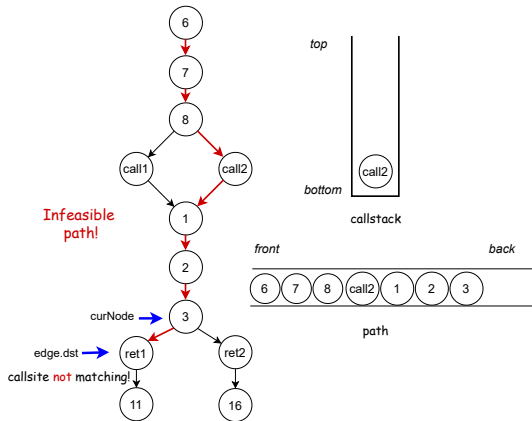 6
top
7
8
call1
call2
call2
bottom
callstack
Infeasible
path!
1
2
front
back
6
7
8
call2
1
2
3
curNode
3
path
edge.dst
ret1
ret2
callsite not matching!
11
16